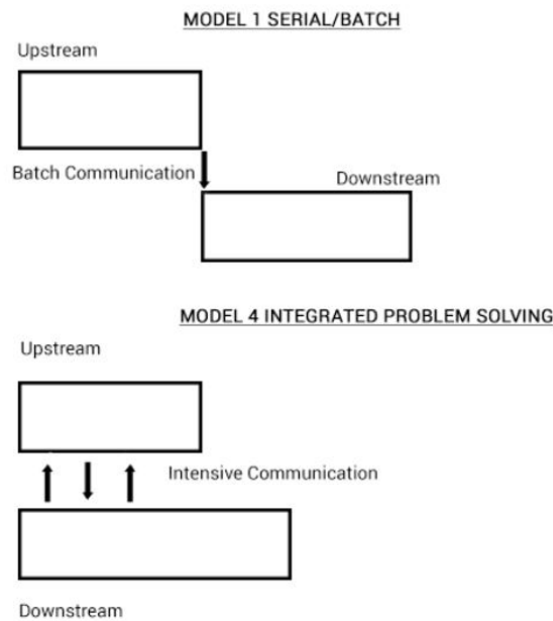 MODEL 1 SERIAL/BATCH
Upstream
Batch Communication
Downstream
MODEL 4 INTEGRATED PROBLEM SOLVING
Upstream
Intensive Communication
Downstream